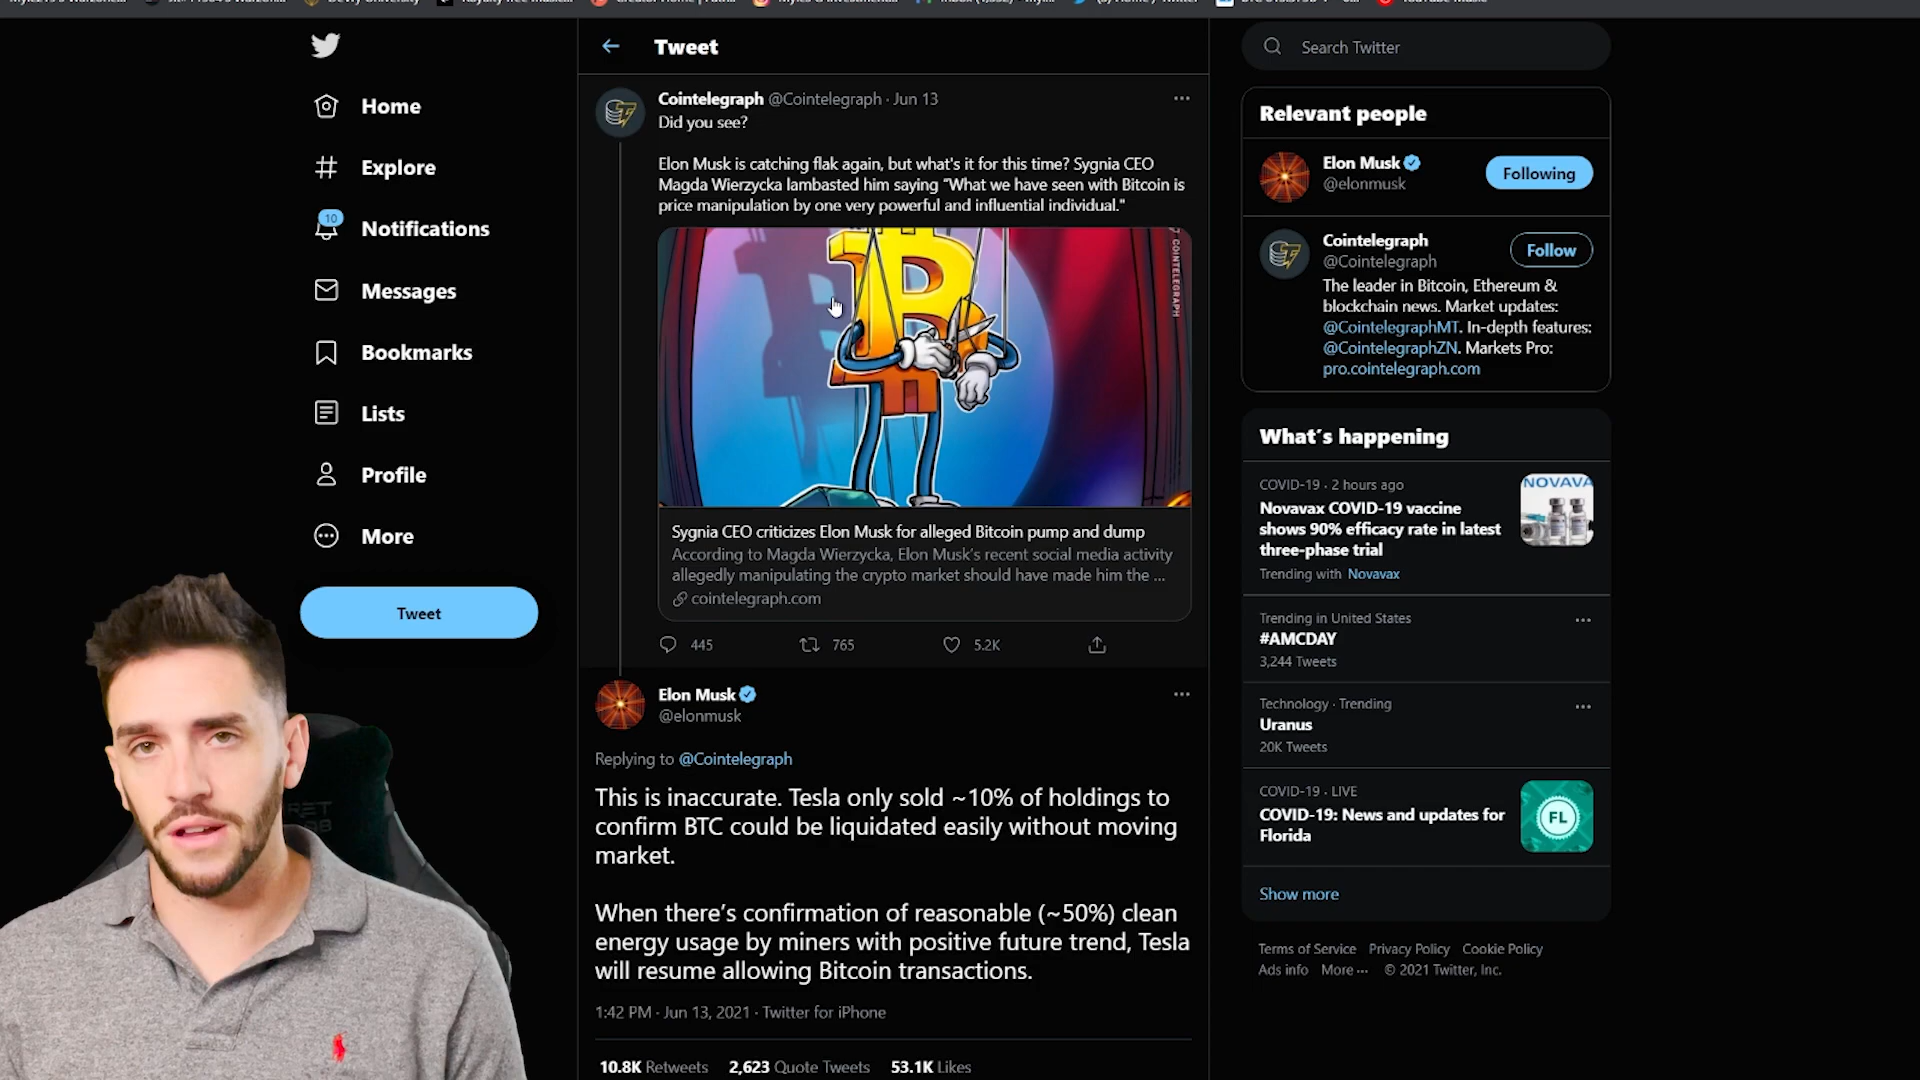 Home
Explore
10
Notifications
Messages
Bookmarks
Lists
Profile
More
Tweet
Tweet
Cointelegraph @Cointelegraph · Jun 13
Did you see?
Elon Musk is catching flak again, but what's it for this time? Sygnia CEO
Magda Wierzycka lambasted him saying “What we have seen with Bitcoin is
price manipulation by one very powerful and influential individual."
COINTELEGRAPH
Sygnia CEO criticizes Elon Musk for alleged Bitcoin pump and dump
According to Magda Wierzycka, Elon Musk's recent social media activity
allegedly manipulating the crypto market should have made him the ...
cointelegraph.com
445 765 5.2K
Elon Musk
@elonmusk
Replying to @Cointelegraph
This is inaccurate. Tesla only sold ~10% of holdings to
confirm BTC could be liquidated easily without moving
market.
When there's confirmation of reasonable (~50%) clean
energy usage by miners with positive future trend, Tesla
will resume allowing Bitcoin transactions.
1:42 PM · Jun 13, 2021 · Twitter for iPhone
10.8K Retweets 2,623 Quote Tweets 53.1K Likes
Search Twitter
Relevant people
Elon Musk
@elonmusk
Following
Cointelegraph
@Cointelegraph
Follow
The leader in Bitcoin, Ethereum &
blockchain news. Market updates:
@CointelegraphMT. In-depth features:
@CointelegraphZN. Markets Pro:
pro.cointelegraph.com
What's happening
COVID-19 · 2 hours ago
Novavax COVID-19 vaccine
shows 90% efficacy rate in latest
three-phase trial
Trending with Novavax
NOVAVA
Trending in United States
#AMCDAY
3,244 Tweets
Technology · Trending
Uranus
20K Tweets
COVID-19 · LIVE
COVID-19: News and updates for
Florida
FL
Show more
Terms of Service Privacy Policy Cookie Policy
Ads info More ··· © 2021 Twitter, Inc.